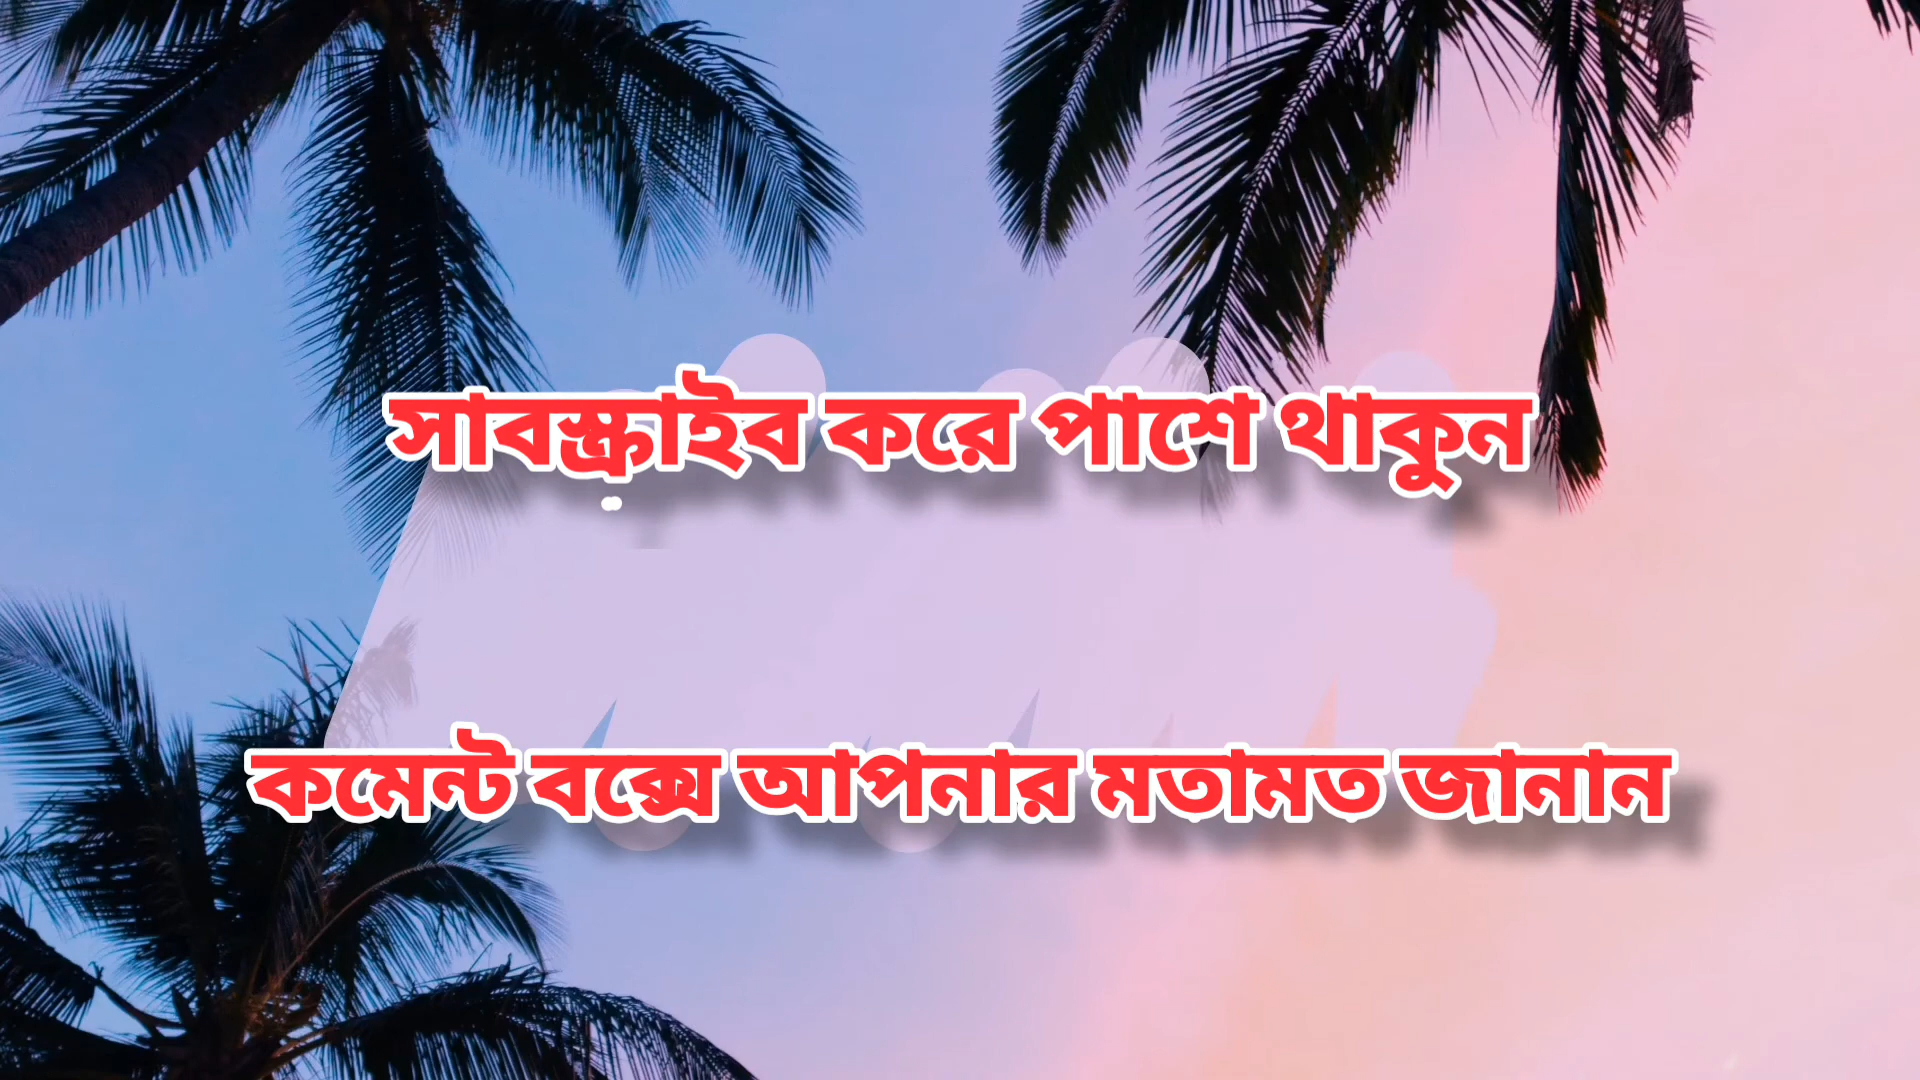 সাবস্ক্রাইব করে পাশে থাকুন
কমেন্ট বক্সে আপনার মতামত জানান